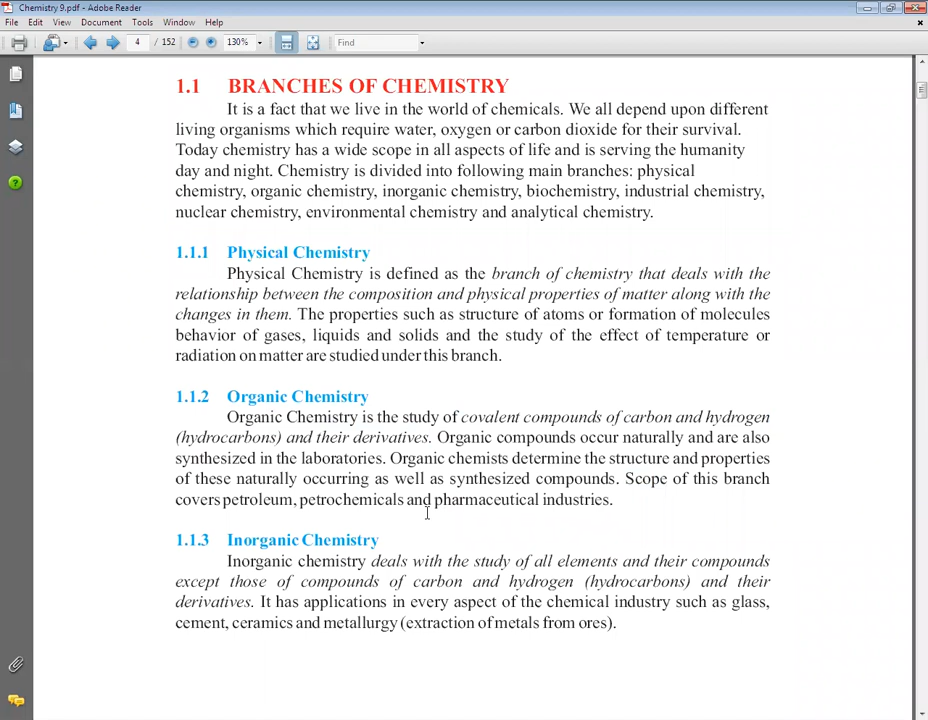 Chemistry 9.pdf - Adobe Reader
File Edit View Document Tools Window Help
4 / 152 130% Find
1.1 BRANCHES OF CHEMISTRY
It is a fact that we live in the world of chemicals. We all depend upon different
living organisms which require water, oxygen or carbon dioxide for their survival.
Today chemistry has a wide scope in all aspects of life and is serving the humanity
day and night. Chemistry is divided into following main branches: physical
chemistry, organic chemistry, inorganic chemistry, biochemistry, industrial chemistry,
nuclear chemistry, environmental chemistry and analytical chemistry.
1.1.1 Physical Chemistry
Physical Chemistry is defined as the branch of chemistry that deals with the
relationship between the composition and physical properties of matter along with the
changes in them. The properties such as structure of atoms or formation of molecules
behavior of gases, liquids and solids and the study of the effect of temperature or
radiation on matter are studied under this branch.
1.1.2 Organic Chemistry
Organic Chemistry is the study of covalent compounds of carbon and hydrogen
(hydrocarbons) and their derivatives. Organic compounds occur naturally and are also
synthesized in the laboratories. Organic chemists determine the structure and properties
of these naturally occurring as well as synthesized compounds. Scope of this branch
covers petroleum, petrochemicals and pharmaceutical industries.
1.1.3 Inorganic Chemistry
Inorganic chemistry deals with the study of all elements and their compounds
except those of compounds of carbon and hydrogen (hydrocarbons) and their
derivatives. It has applications in every aspect of the chemical industry such as glass,
cement, ceramics and metallurgy (extraction of metals from ores).